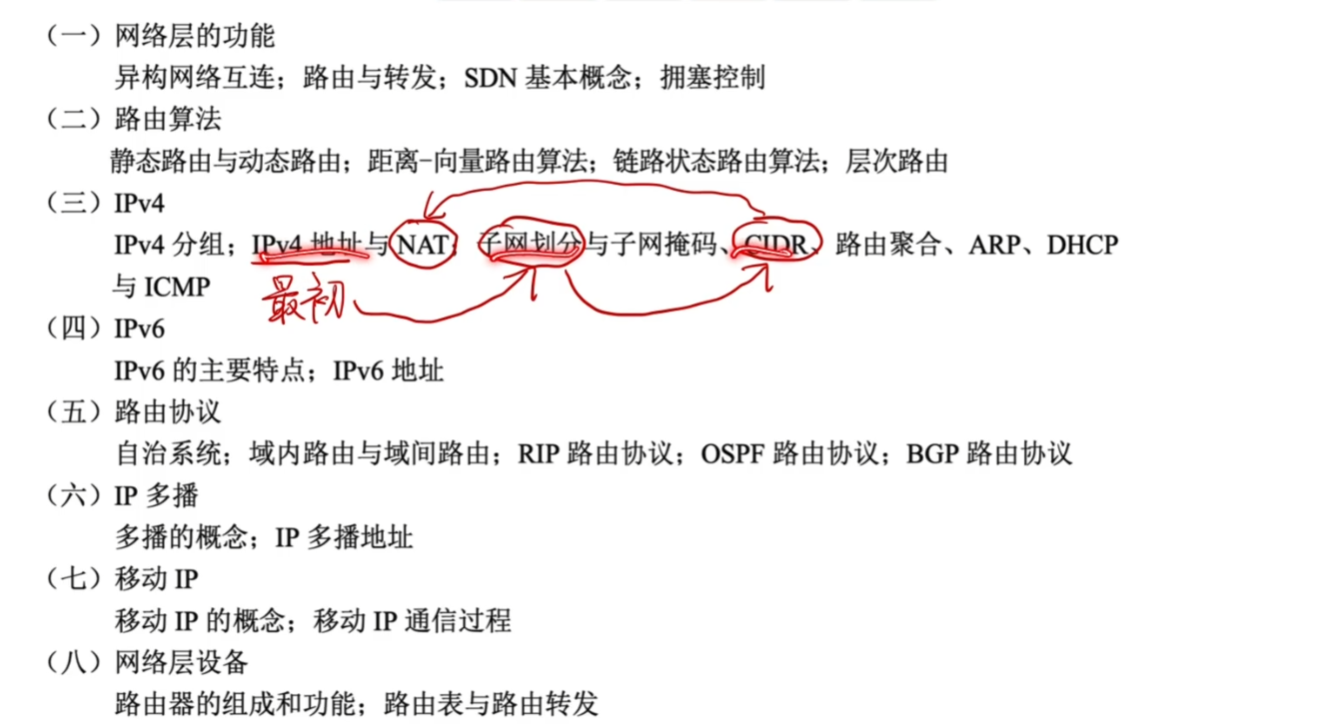 （一）网络层的功能
异构网络互连；路由与转发；SDN 基本概念；拥塞控制
（二）路由算法
静态路由与动态路由；距离-向量路由算法；链路状态路由算法；层次路由
（三）IPv4
IPv4 分组；IPv4 地址与 NAT；子网划分与子网掩码、CIDR、路由聚合、ARP、DHCP
与 ICMP
最初
（四）IPv6
IPv6 的主要特点；IPv6 地址
（五）路由协议
自治系统；域内路由与域间路由；RIP 路由协议；OSPF 路由协议；BGP 路由协议
（六）IP 多播
多播的概念；IP 多播地址
（七）移动 IP
移动 IP 的概念；移动 IP 通信过程
（八）网络层设备
路由器的组成和功能；路由表与路由转发